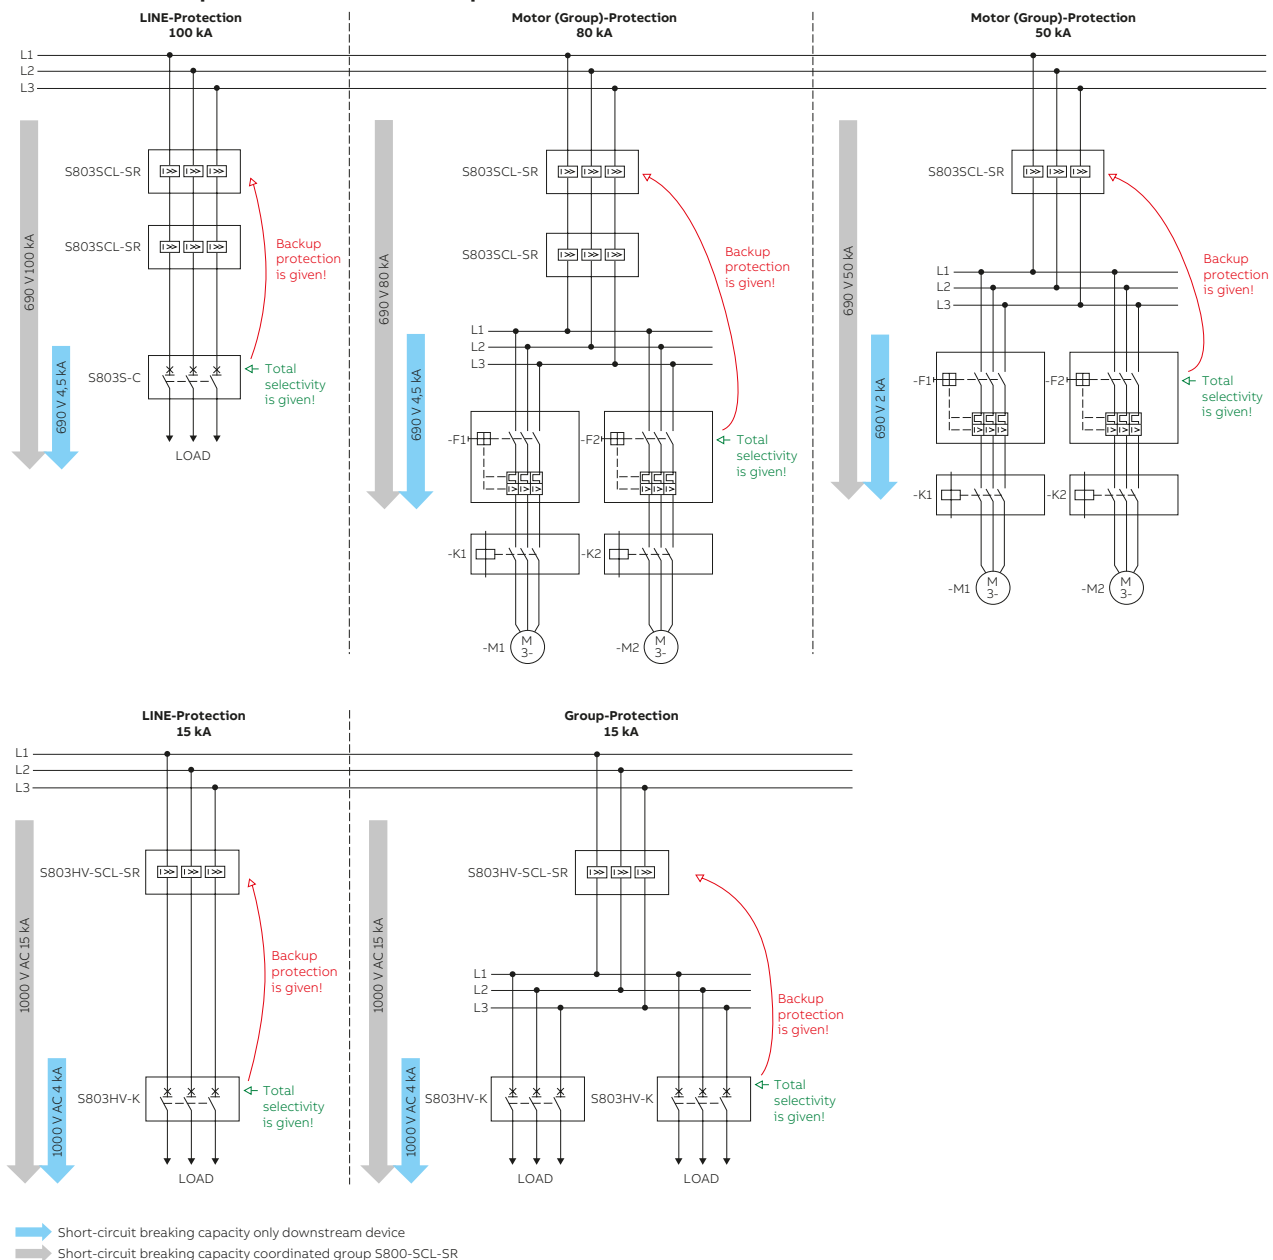 LINE-Protection
100 kA
Motor (Group)-Protection
80 kA
Motor (Group)-Protection
50 kA
L1
L2
L3
690 V 100 kA
690 V 4,5 kA
S803SCL-SR
S803SCL-SR
S803S-C
Backup
protection
is given!
Total
selectivity
is given!
LOAD
690 V 80 kA
690 V 4,5 kA
S803SCL-SR
S803SCL-SR
L1
L2
L3
Backup
protection
is given!
-F1
-F2
Total
selectivity
is given!
-K1
-K2
-M1
M
3~
-M2
M
3~
690 V 50 kA
690 V 2 kA
S803SCL-SR
L1
L2
L3
Backup
protection
is given!
-F1
-F2
Total
selectivity
is given!
-K1
-K2
-M1
M
3~
-M2
M
3~
LINE-Protection
15 kA
Group-Protection
15 kA
L1
L2
L3
1000 V AC 15 kA
1000 V AC 4 kA
S803HV-SCL-SR
Backup
protection
is given!
S803HV-K
Total
selectivity
is given!
LOAD
1000 V AC 15 kA
1000 V AC 4 kA
S803HV-SCL-SR
L1
L2
L3
Backup
protection
is given!
S803HV-K
S803HV-K
Total
selectivity
is given!
LOAD
LOAD
Short-circuit breaking capacity only downstream device
Short-circuit breaking capacity coordinated group S800-SCL-SR